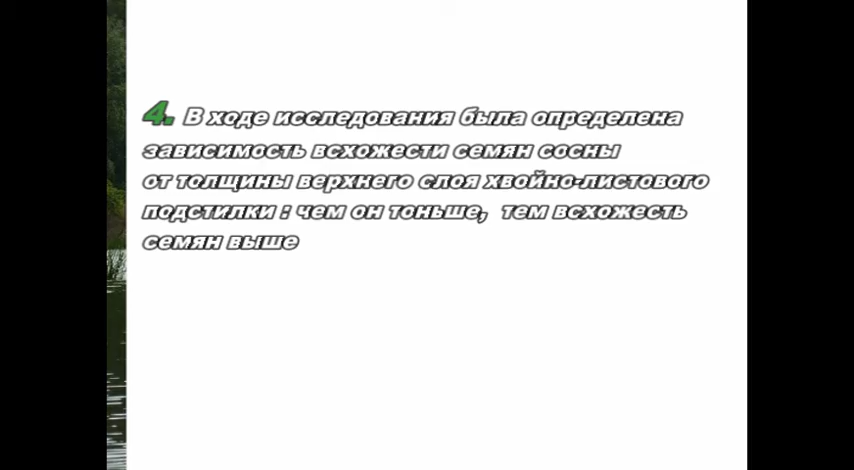 4. В ходе исследования была определена
зависимость всхожести семян сосны
от толщины верхнего слоя хвойно-листового
подстилки : чем он тоньше, тем всхожесть
семян выше